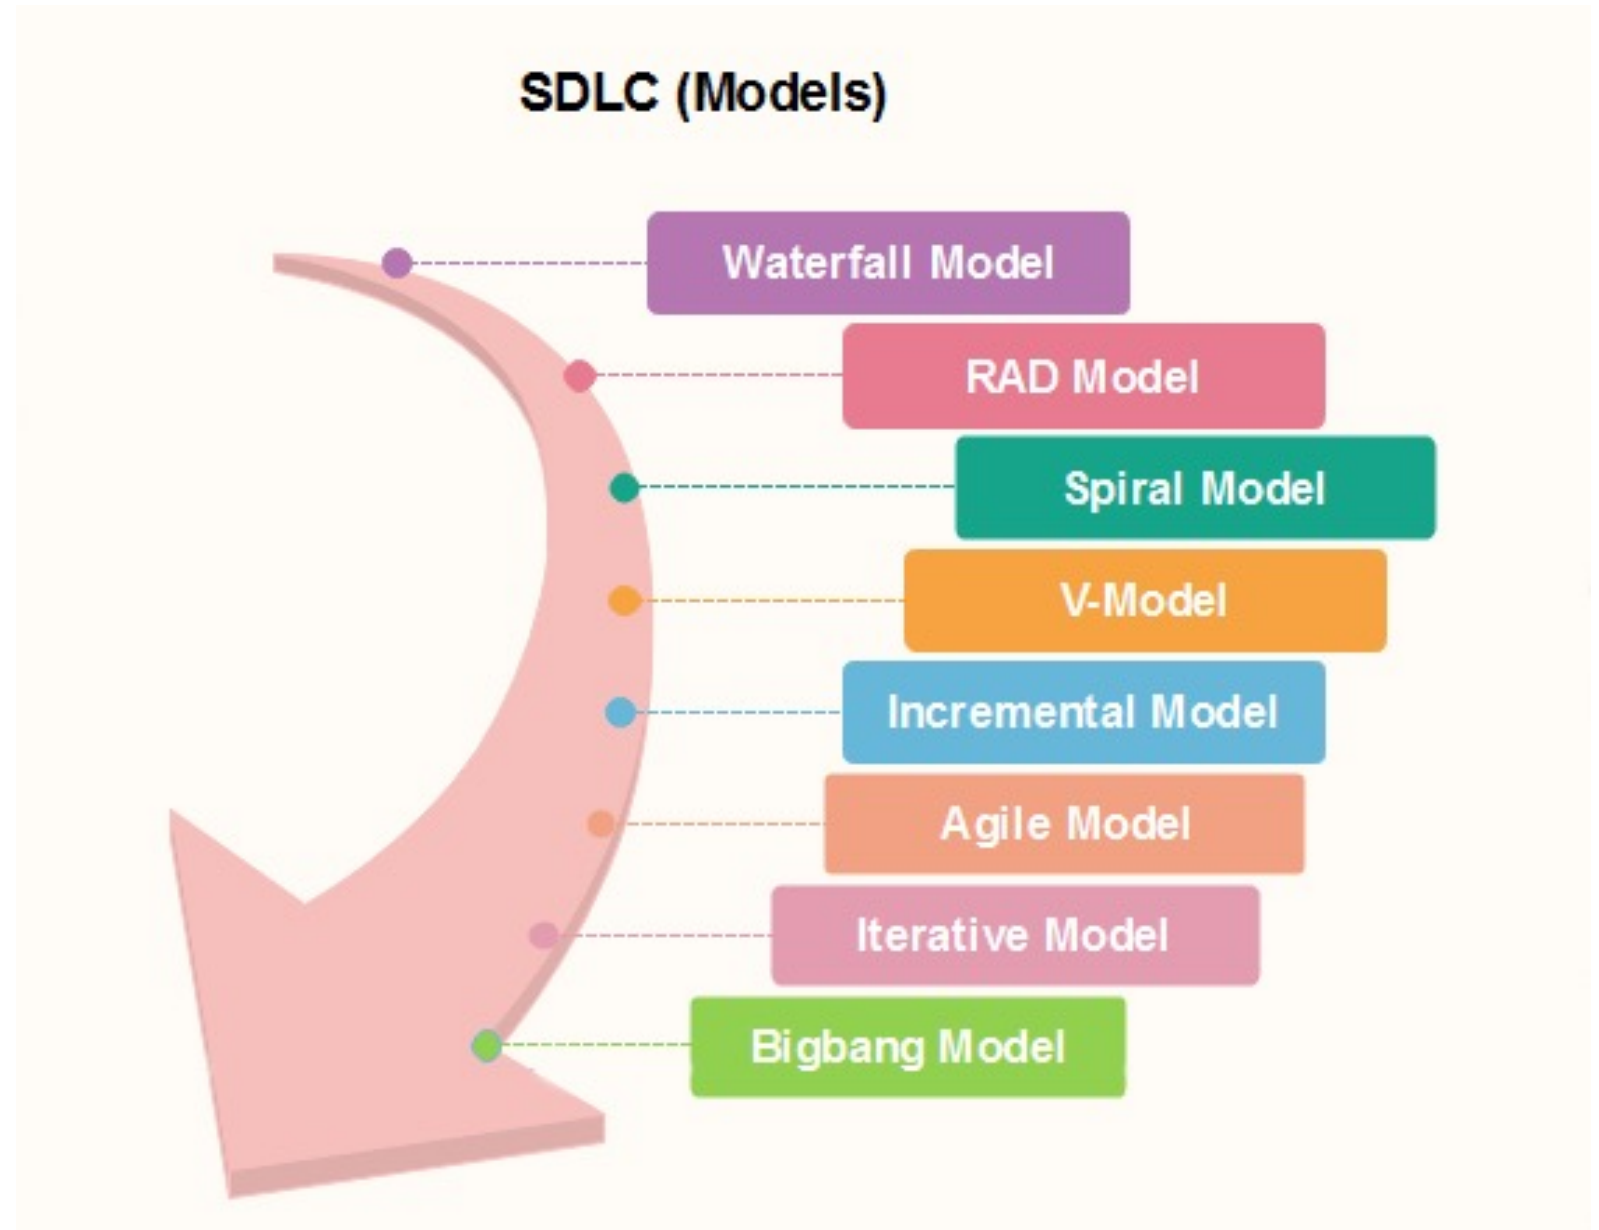 SDLC (Models)
Waterfall Model
RAD Model
Spiral Model
V-Model
Incremental Model
Agile Model
Iterative Model
Bigbang Model